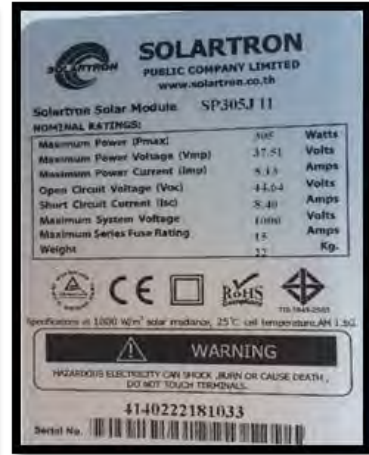 SOLARTRON
PUBLIC COMPANY LIMITED
www.solartron.co.th
SOLARTRON
Solartron Solar Module SP305J 11
NOMINAL RATINGS:
Maximum Power (Pmax) 305 Watts
Maximum Power Voltage (Vmp) 37.51 Volts
Maximum Power Current (Imp) 8.13 Amps
Open Circuit Voltage (Voc) 44.64 Volts
Short Circuit Current (Isc) 8.40 Amps
Maximum System Voltage 1000 Volts
Maximum Series Fuse Rating 15 Amps
Weight 22 Kg.
CE
RoHS
Specifications at 1000 W/m² solar irradiance, 25°C cell temperature,AM 1.5G
WARNING
HAZARDOUS ELECTRICITY CAN SHOCK ,BURN OR CAUSE DEATH ,
DO NOT TOUCH TERMINALS.
4140222181033
Serial No.